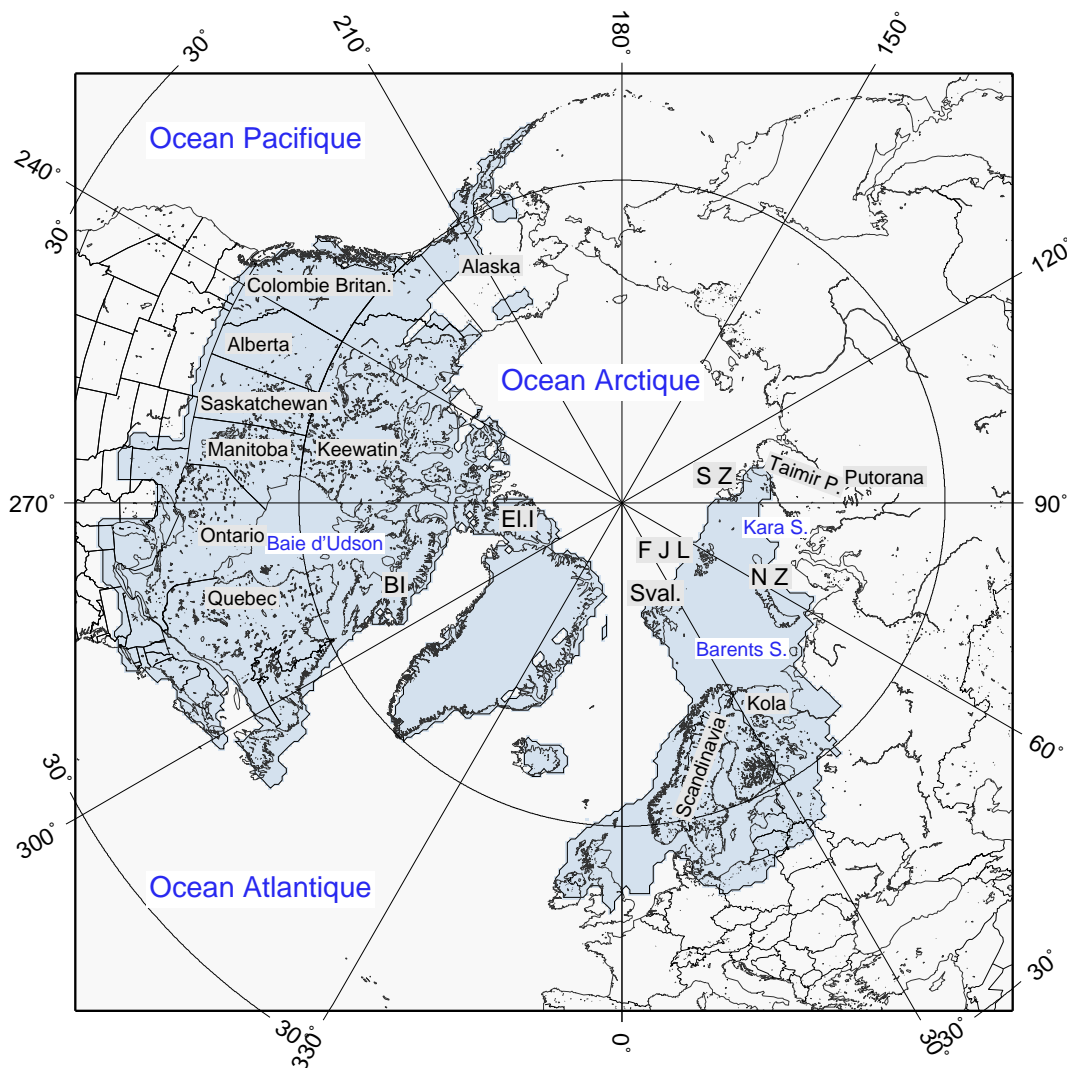 180°
210°
150°
30°
Ocean Pacifique
240°
30°
120°
Alaska
Colombie Britan.
Alberta
Ocean Arctique
Saskatchewan
Manitoba
Keewatin
S Z
Taimir P.
Putorana
270°
90°
El.I
Kara S.
Ontario
Baie d'Udson
F J L
N Z
BI
Sval.
Quebec
Barents S.
Kola
Scandinavia
60°
30°
300°
Ocean Atlantique
30°
30°
330°
0°
30°
30°